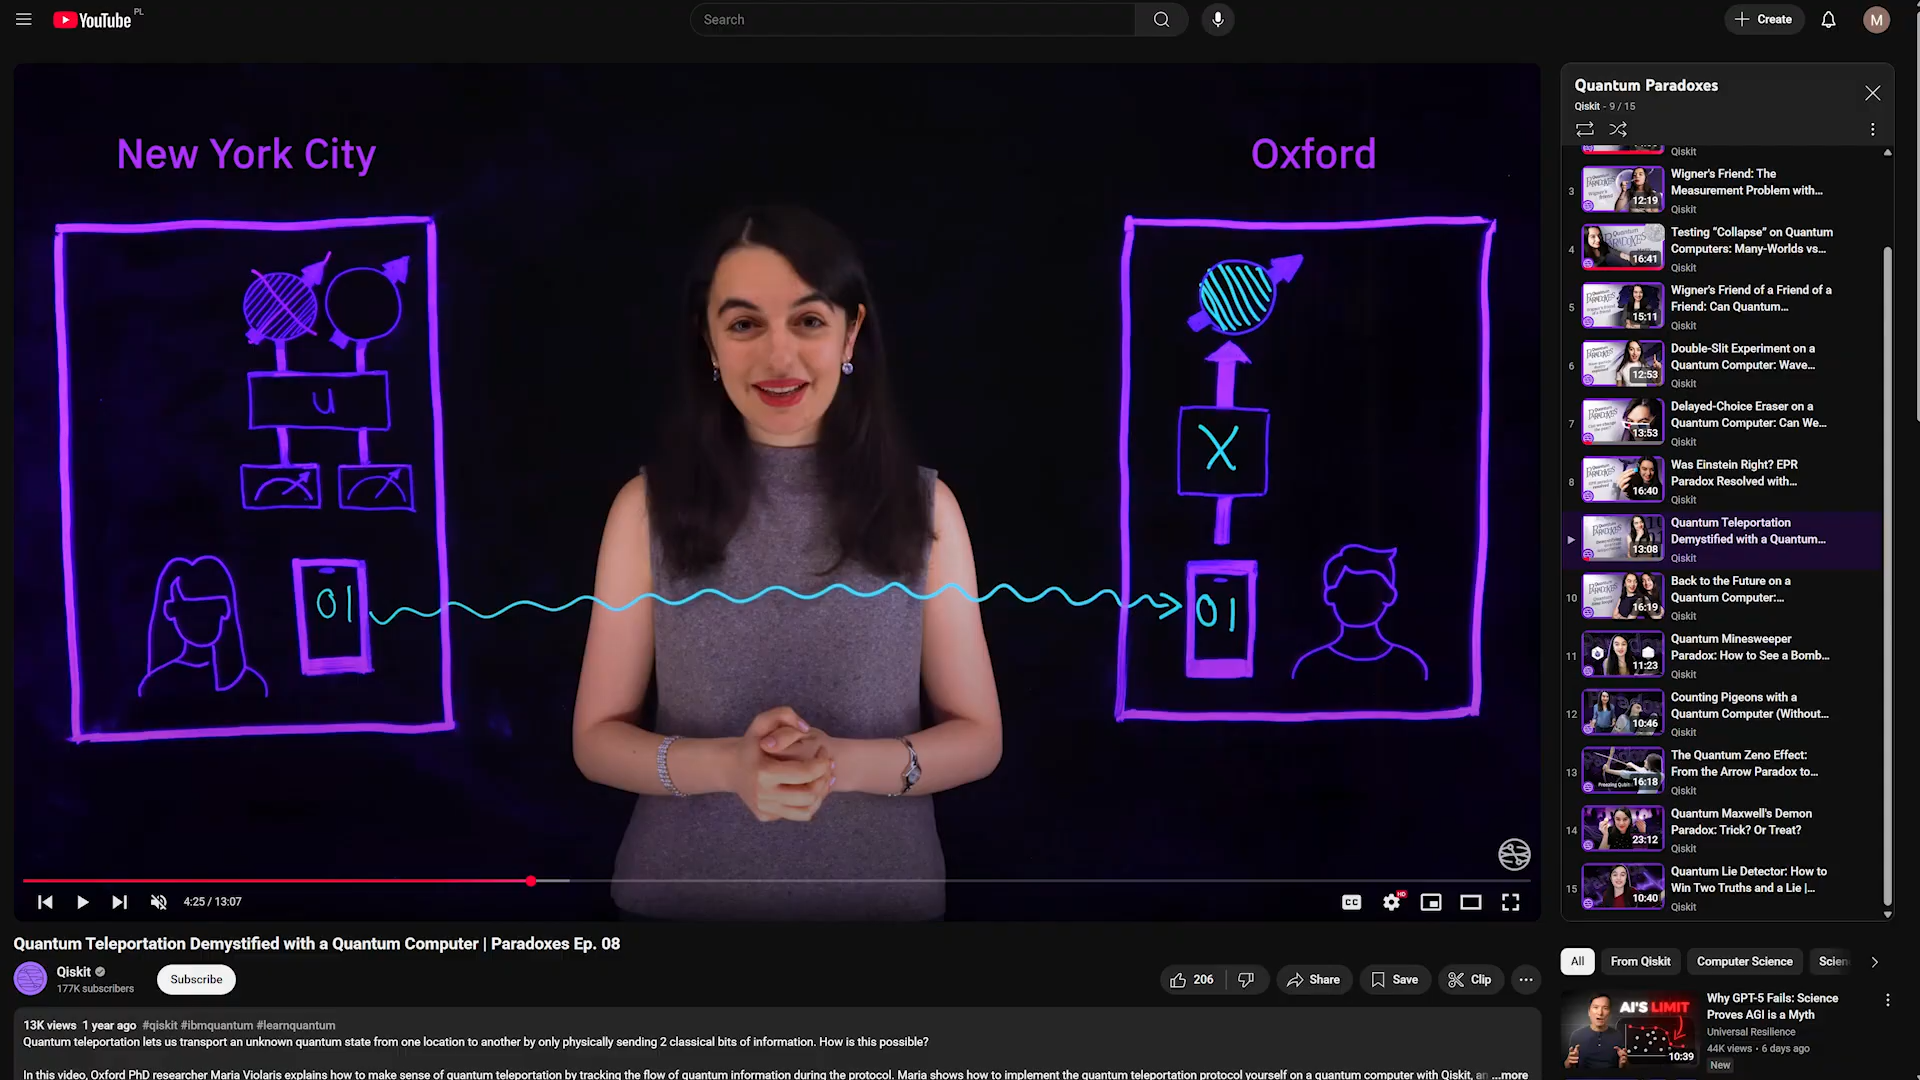 YouTube PL
Search
Create
M
New York City
Oxford
U
X
01
01
4:25 / 13:07
CC
HD
Quantum Teleportation Demystified with a Quantum Computer | Paradoxes Ep. 08
Qiskit
177K subscribers
Subscribe
206
Share
Save
Clip
13K views 1 year ago #qiskit #ibmquantum #learnquantum
Quantum teleportation lets us transport an unknown quantum state from one location to another by only physically sending 2 classical bits of information. How is this possible?
In this video, Oxford PhD researcher Maria Violaris explains how to make sense of quantum teleportation by tracking the flow of quantum information during the protocol. Maria shows how to implement the quantum teleportation protocol yourself on a quantum computer with Qiskit, ...more
Quantum Paradoxes
Qiskit - 9 / 15
Qiskit
3
12:19
Wigner's Friend: The
Measurement Problem with...
Qiskit
4
16:41
Testing “Collapse” on Quantum
Computers: Many-Worlds vs...
Qiskit
5
15:11
Wigner's Friend of a Friend of a
Friend: Can Quantum...
Qiskit
6
12:53
Double-Slit Experiment on a
Quantum Computer: Wave...
Qiskit
7
13:53
Delayed-Choice Eraser on a
Quantum Computer: Can We...
Qiskit
8
16:40
Was Einstein Right? EPR
Paradox Resolved with...
Qiskit
13:08
Quantum Teleportation
Demystified with a Quantum...
Qiskit
10
16:19
Back to the Future on a
Quantum Computer:...
Qiskit
11
11:23
Quantum Minesweeper
Paradox: How to See a Bomb...
Qiskit
12
10:46
Counting Pigeons with a
Quantum Computer (Without...
Qiskit
13
16:18
The Quantum Zeno Effect:
From the Arrow Paradox to...
Qiskit
14
23:12
Quantum Maxwell's Demon
Paradox: Trick? Or Treat?
Qiskit
15
10:40
Quantum Lie Detector: How to
Win Two Truths and a Lie |...
Qiskit
All
From Qiskit
Computer Science
Scien
AI'S LIMIT
10:39
Why GPT-5 Fails: Science
Proves AGI is a Myth
Universal Resilience
44K views • 6 days ago
New